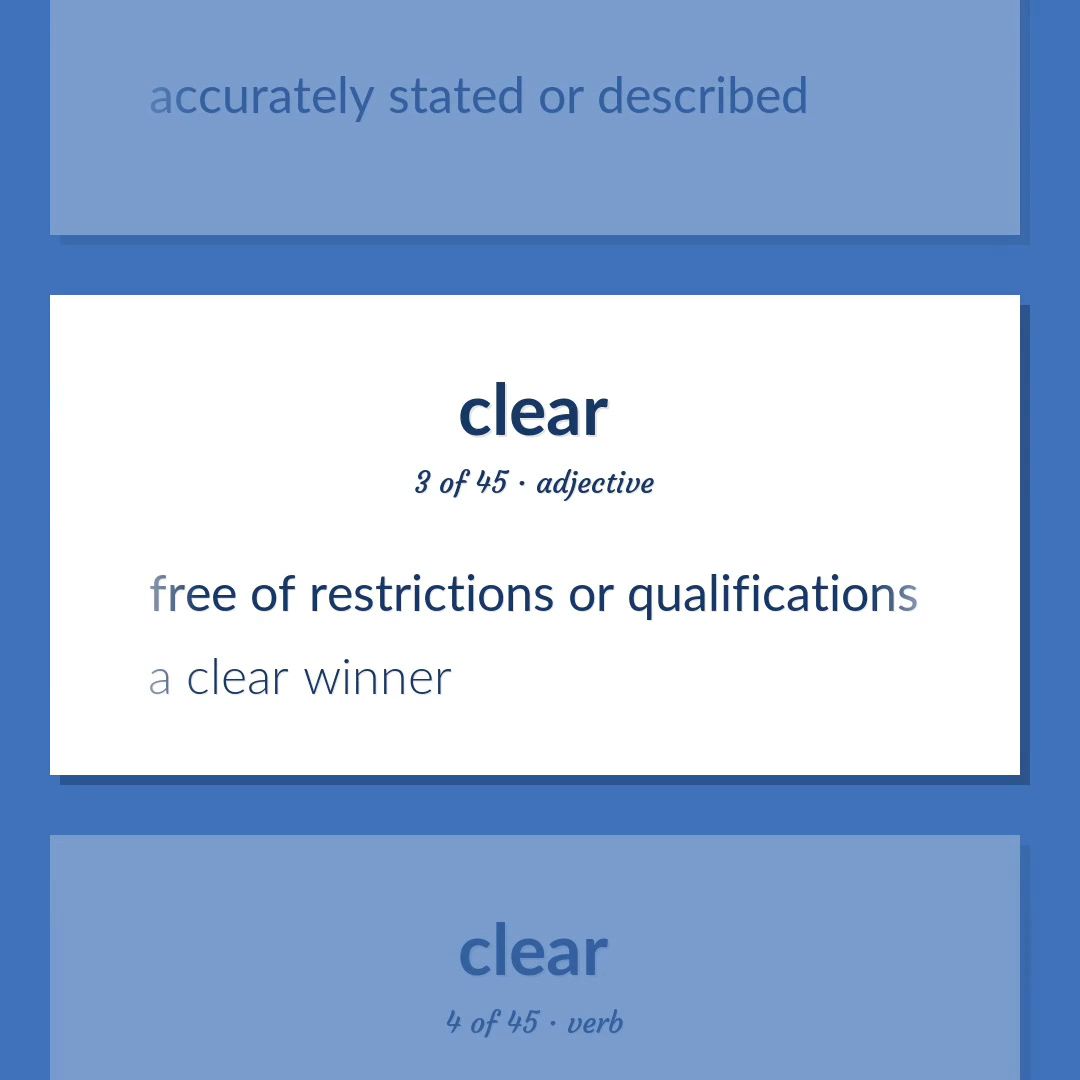 accurately stated or described
clear
3 of 45 · adjective
free of restrictions or qualifications
a clear winner
clear
4 of 45 · verb